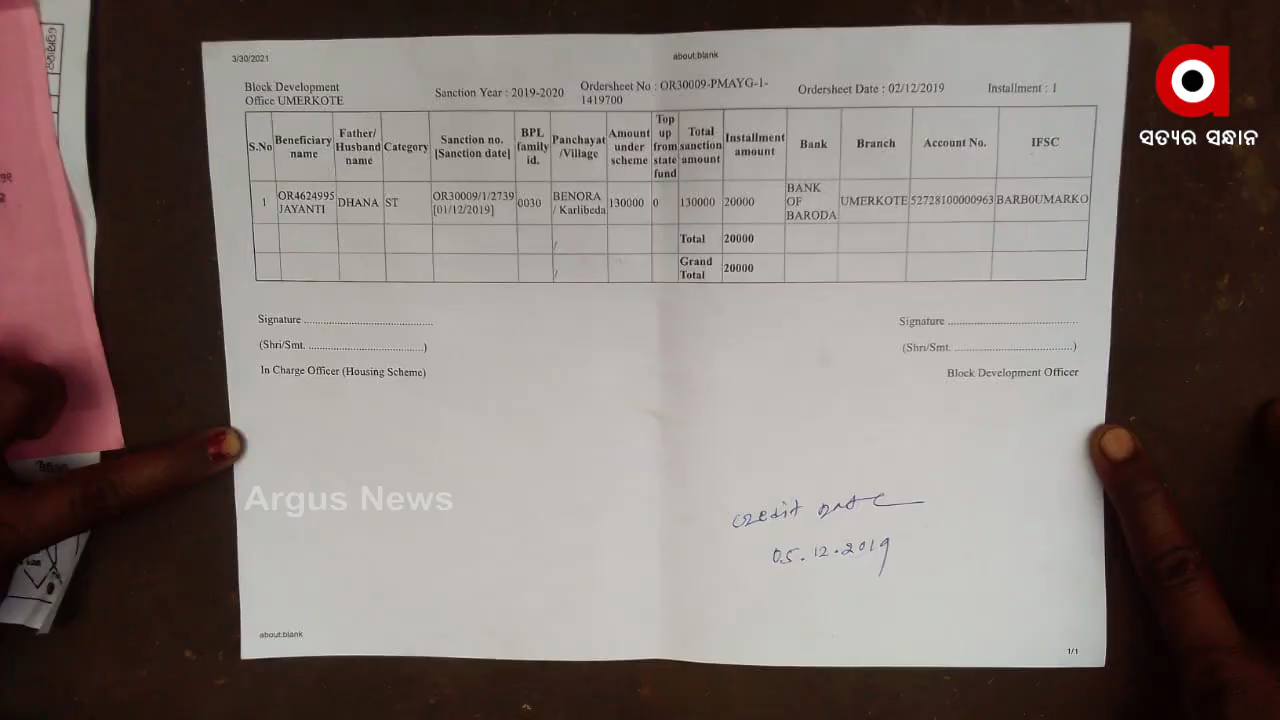 3/30/2021
about:blank
Block Development Office UMERKOTE
Sanction Year : 2019-2020
Ordersheet No : OR30009-PMAYG-1-1419700
Ordersheet Date : 02/12/2019
Installment : 1
S.No Beneficiary name Father/ Husband name Category Sanction no. [Sanction date] BPL family id. Panchayat /Village Amount under scheme Top up from state fund Total sanction amount Installment amount Bank Branch Account No. IFSC
1 OR4624995 JAYANTI DHANA ST OR30009/1/2739 [01/12/2019] 0030 BENORA / Karlibeda 130000 0 130000 20000 BANK OF BARODA UMERKOTE 52728100000963 BARB0UMARKO
/ Total 20000
/ Grand Total 20000
Signature ............................................
Signature ............................................
(Shri/Smt. .......................................)
(Shri/Smt. .......................................)
In Charge Officer (Housing Scheme)
Block Development Officer
credit date
05.12.2019
about:blank
1/1
Argus News
ସତ୍ୟର ସନ୍ଧାନ